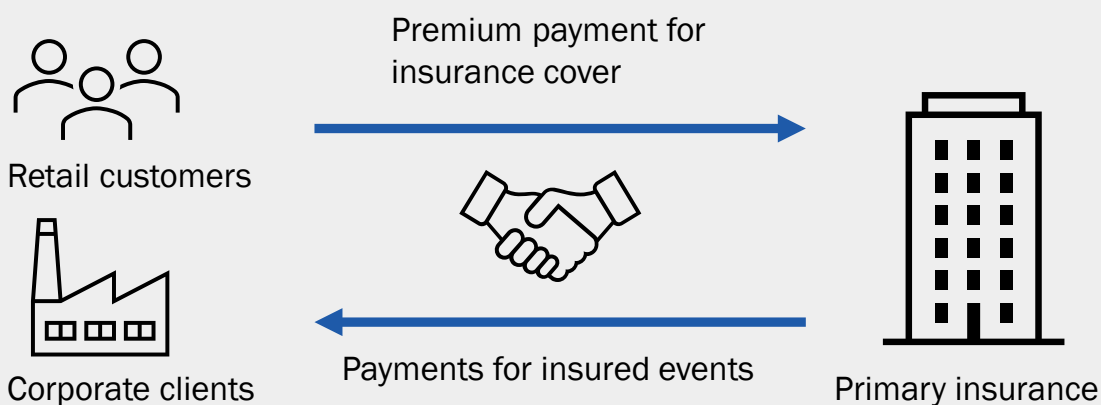 Premium payment for
insurance cover
Retail customers
Payments for insured events
Corporate clients
Primary insurance